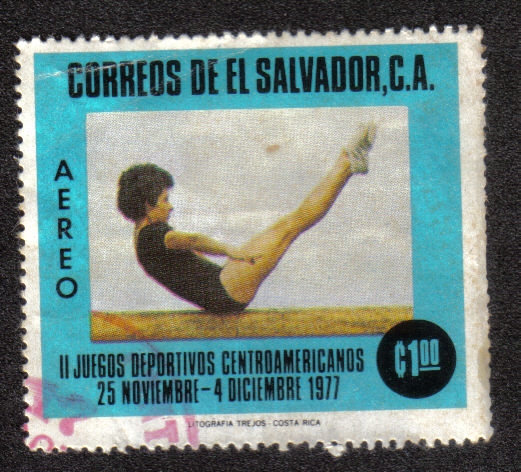 CORREOS DE EL SALVADOR, C.A.
AEREO
II JUEGOS DEPORTIVOS CENTROAMERICANOS
25 NOVIEMBRE-4 DICIEMBRE 1977
₡1.00
LITOGRAFIA TREJOS - COSTA RICA